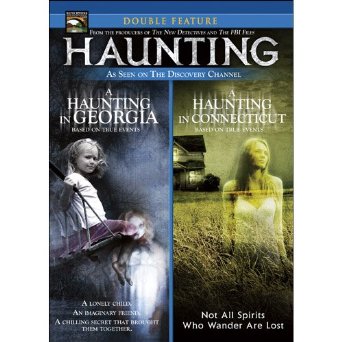 DOUBLE FEATURE
FROM THE PRODUCERS OF THE NEW DETECTIVES AND THE FBI FILES
HAUNTING
AS SEEN ON THE DISCOVERY CHANNEL
A
HAUNTING
IN GEORGIA
BASED ON TRUE EVENTS
A LONELY CHILD.
AN IMAGINARY FRIEND.
A CHILLING SECRET THAT BROUGHT
THEM TOGETHER.
A
HAUNTING
IN CONNECTICUT
BASED ON TRUE EVENTS
Not All Spirits
Who Wander Are Lost